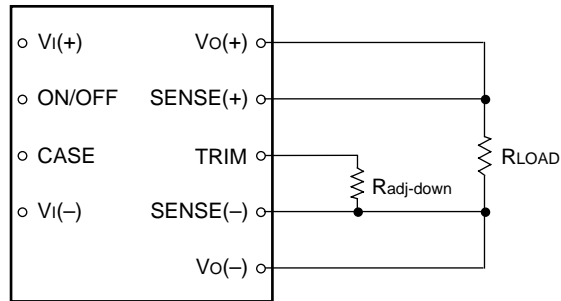 VI(+) VO(+)
ON/OFF SENSE(+)
CASE TRIM
RLOAD
Radj-down
VI(–) SENSE(–)
VO(–)